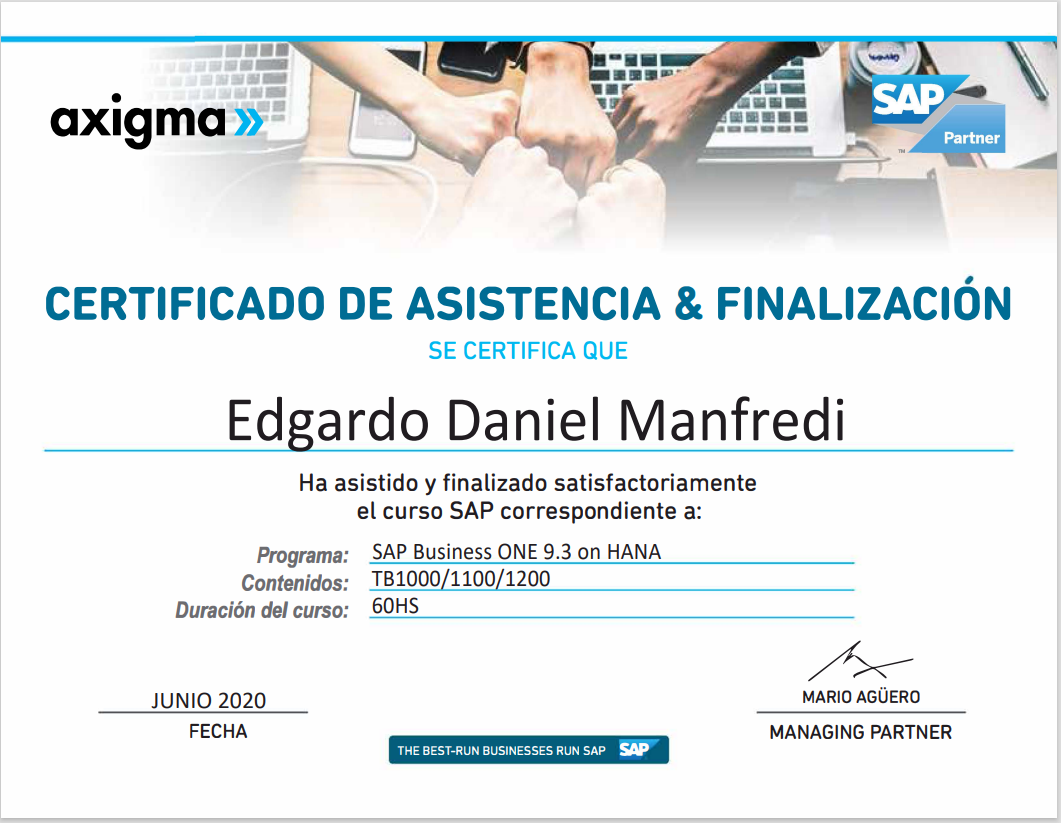 axigma
SAP
Partner
TM
CERTIFICADO DE ASISTENCIA & FINALIZACIÓN
SE CERTIFICA QUE
Edgardo Daniel Manfredi
Ha asistido y finalizado satisfactoriamente
el curso SAP correspondiente a:
Programa: SAP Business ONE 9.3 on HANA
Contenidos: TB1000/1100/1200
Duración del curso: 60HS
JUNIO 2020
FECHA
MARIO AGÜERO
MANAGING PARTNER
THE BEST-RUN BUSINESSES RUN SAP SAP